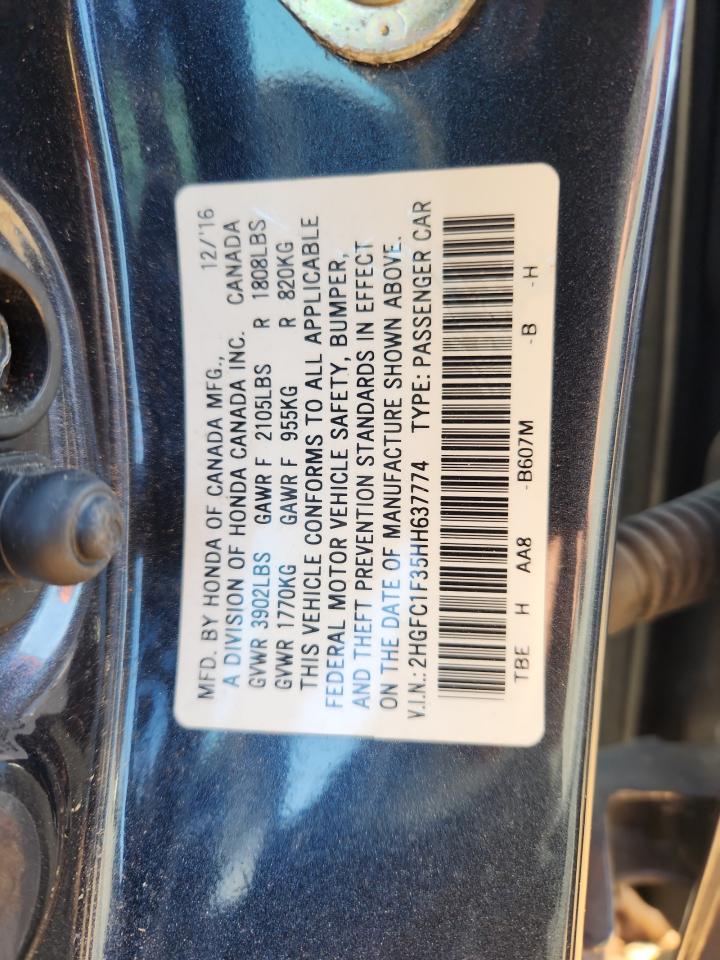 MFD. BY HONDA OF CANADA MFG., 12/'16
A DIVISION OF HONDA CANADA INC. CANADA
GVWR 3902LBS GAWR F 2105LBS R 1808LBS
GVWR 1770KG GAWR F 955KG R 820KG
THIS VEHICLE CONFORMS TO ALL APPLICABLE
FEDERAL MOTOR VEHICLE SAFETY, BUMPER,
AND THEFT PREVENTION STANDARDS IN EFFECT
ON THE DATE OF MANUFACTURE SHOWN ABOVE.
V.I.N.: 2HGFC1F35HH637774 TYPE: PASSENGER CAR
TBE H AA8 -B607M -B -H